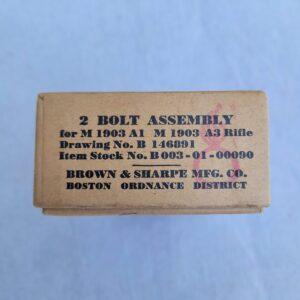 2 BOLT ASSEMBLY
for M 1903 A1 M 1903 A3 Rifle
Drawing No. B 146891
Item Stock No. B 003-01-00090
BROWN & SHARPE MFG. CO.
BOSTON ORDNANCE DISTRICT